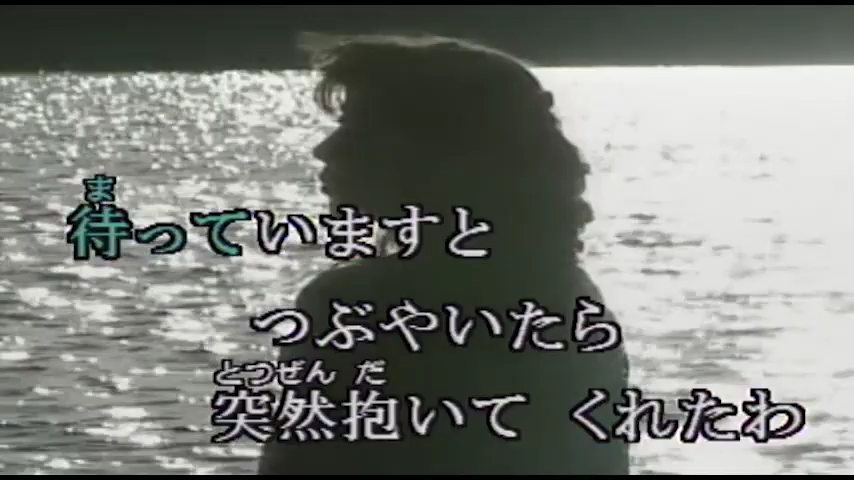 ま
待っていますと
つぶやいたら
とつぜん だ
突然抱いて くれたわ